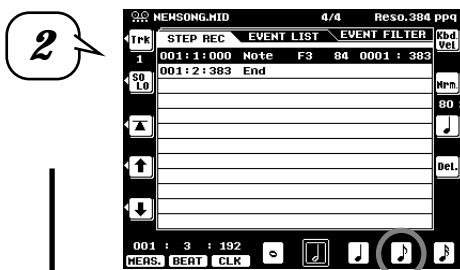 2
NEWSONG.MID 4/4 Reso.384 ppq
Trk STEP REC EVENT LIST EVENT FILTER Kbd. Vel
1 001:1:000 Note F3 84 0001 : 383
001:2:383 End
SO LO Nrm.
80
Del.
001 : 3 : 192
MEAS. BEAT CLK